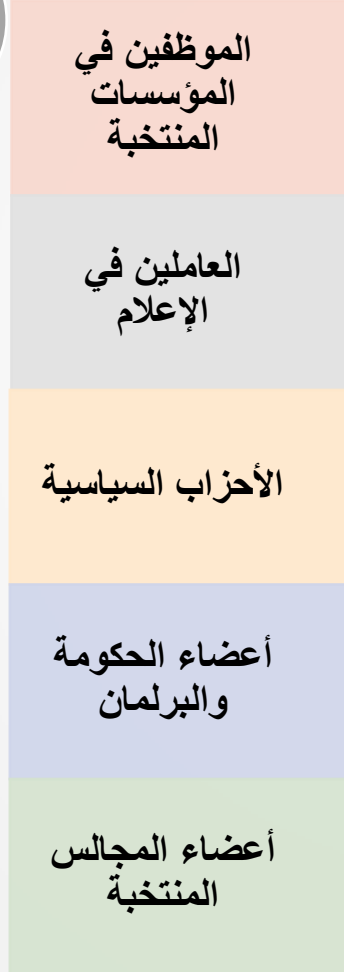 الموظفين في
المؤسسات
المنتخبة
العاملين في
الإعلام
الأحزاب السياسية
أعضاء الحكومة
والبرلمان
أعضاء المجالس
المنتخبة